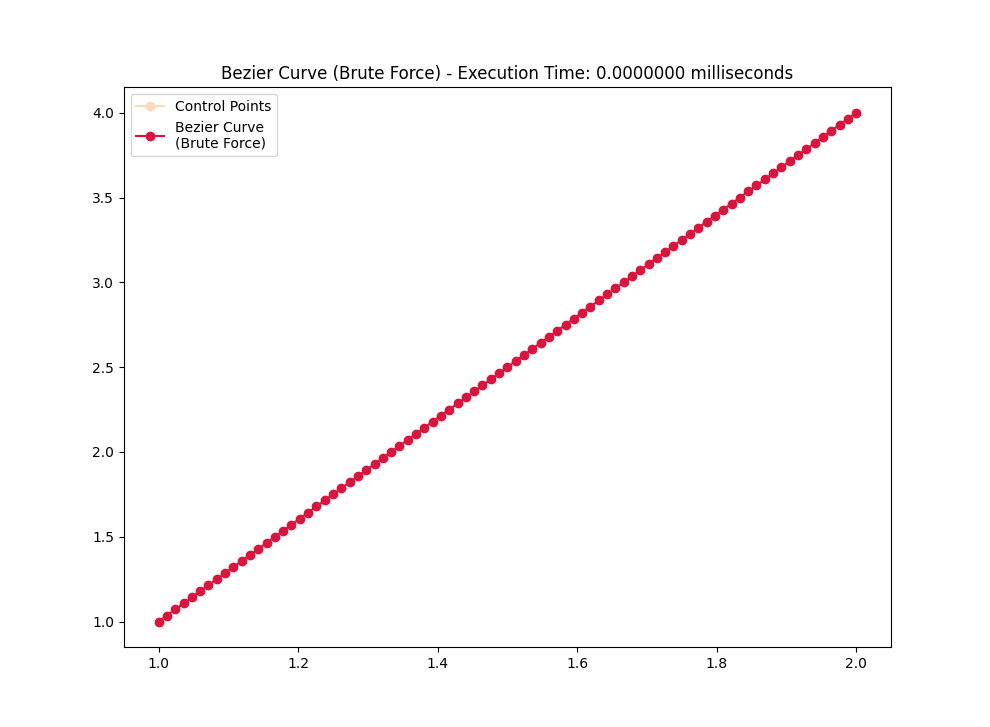 Bezier Curve (Brute Force) - Execution Time: 0.0000000 milliseconds
Control Points
Bezier Curve
(Brute Force)
4.0
3.5
3.0
2.5
2.0
1.5
1.0
1.0 1.2 1.4 1.6 1.8 2.0